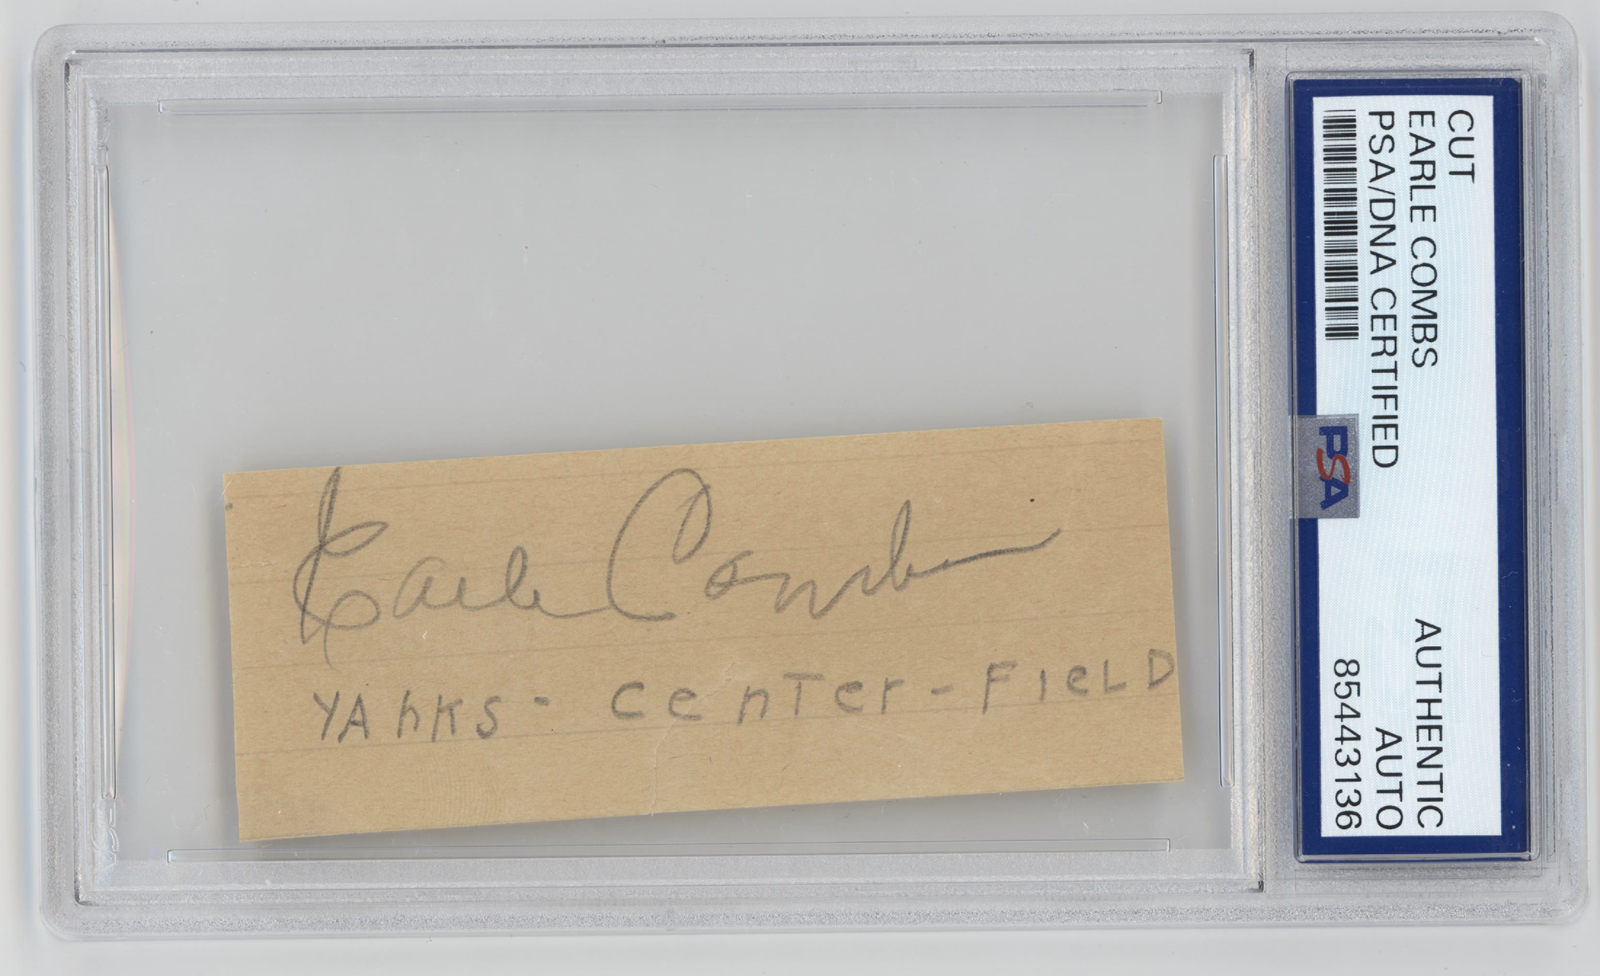 Earle Combs
YAnKS - Center - FIeLD
CUT
EARLE COMBS
PSA/DNA CERTIFIED
AUTHENTIC
AUTO
85443136
PSA